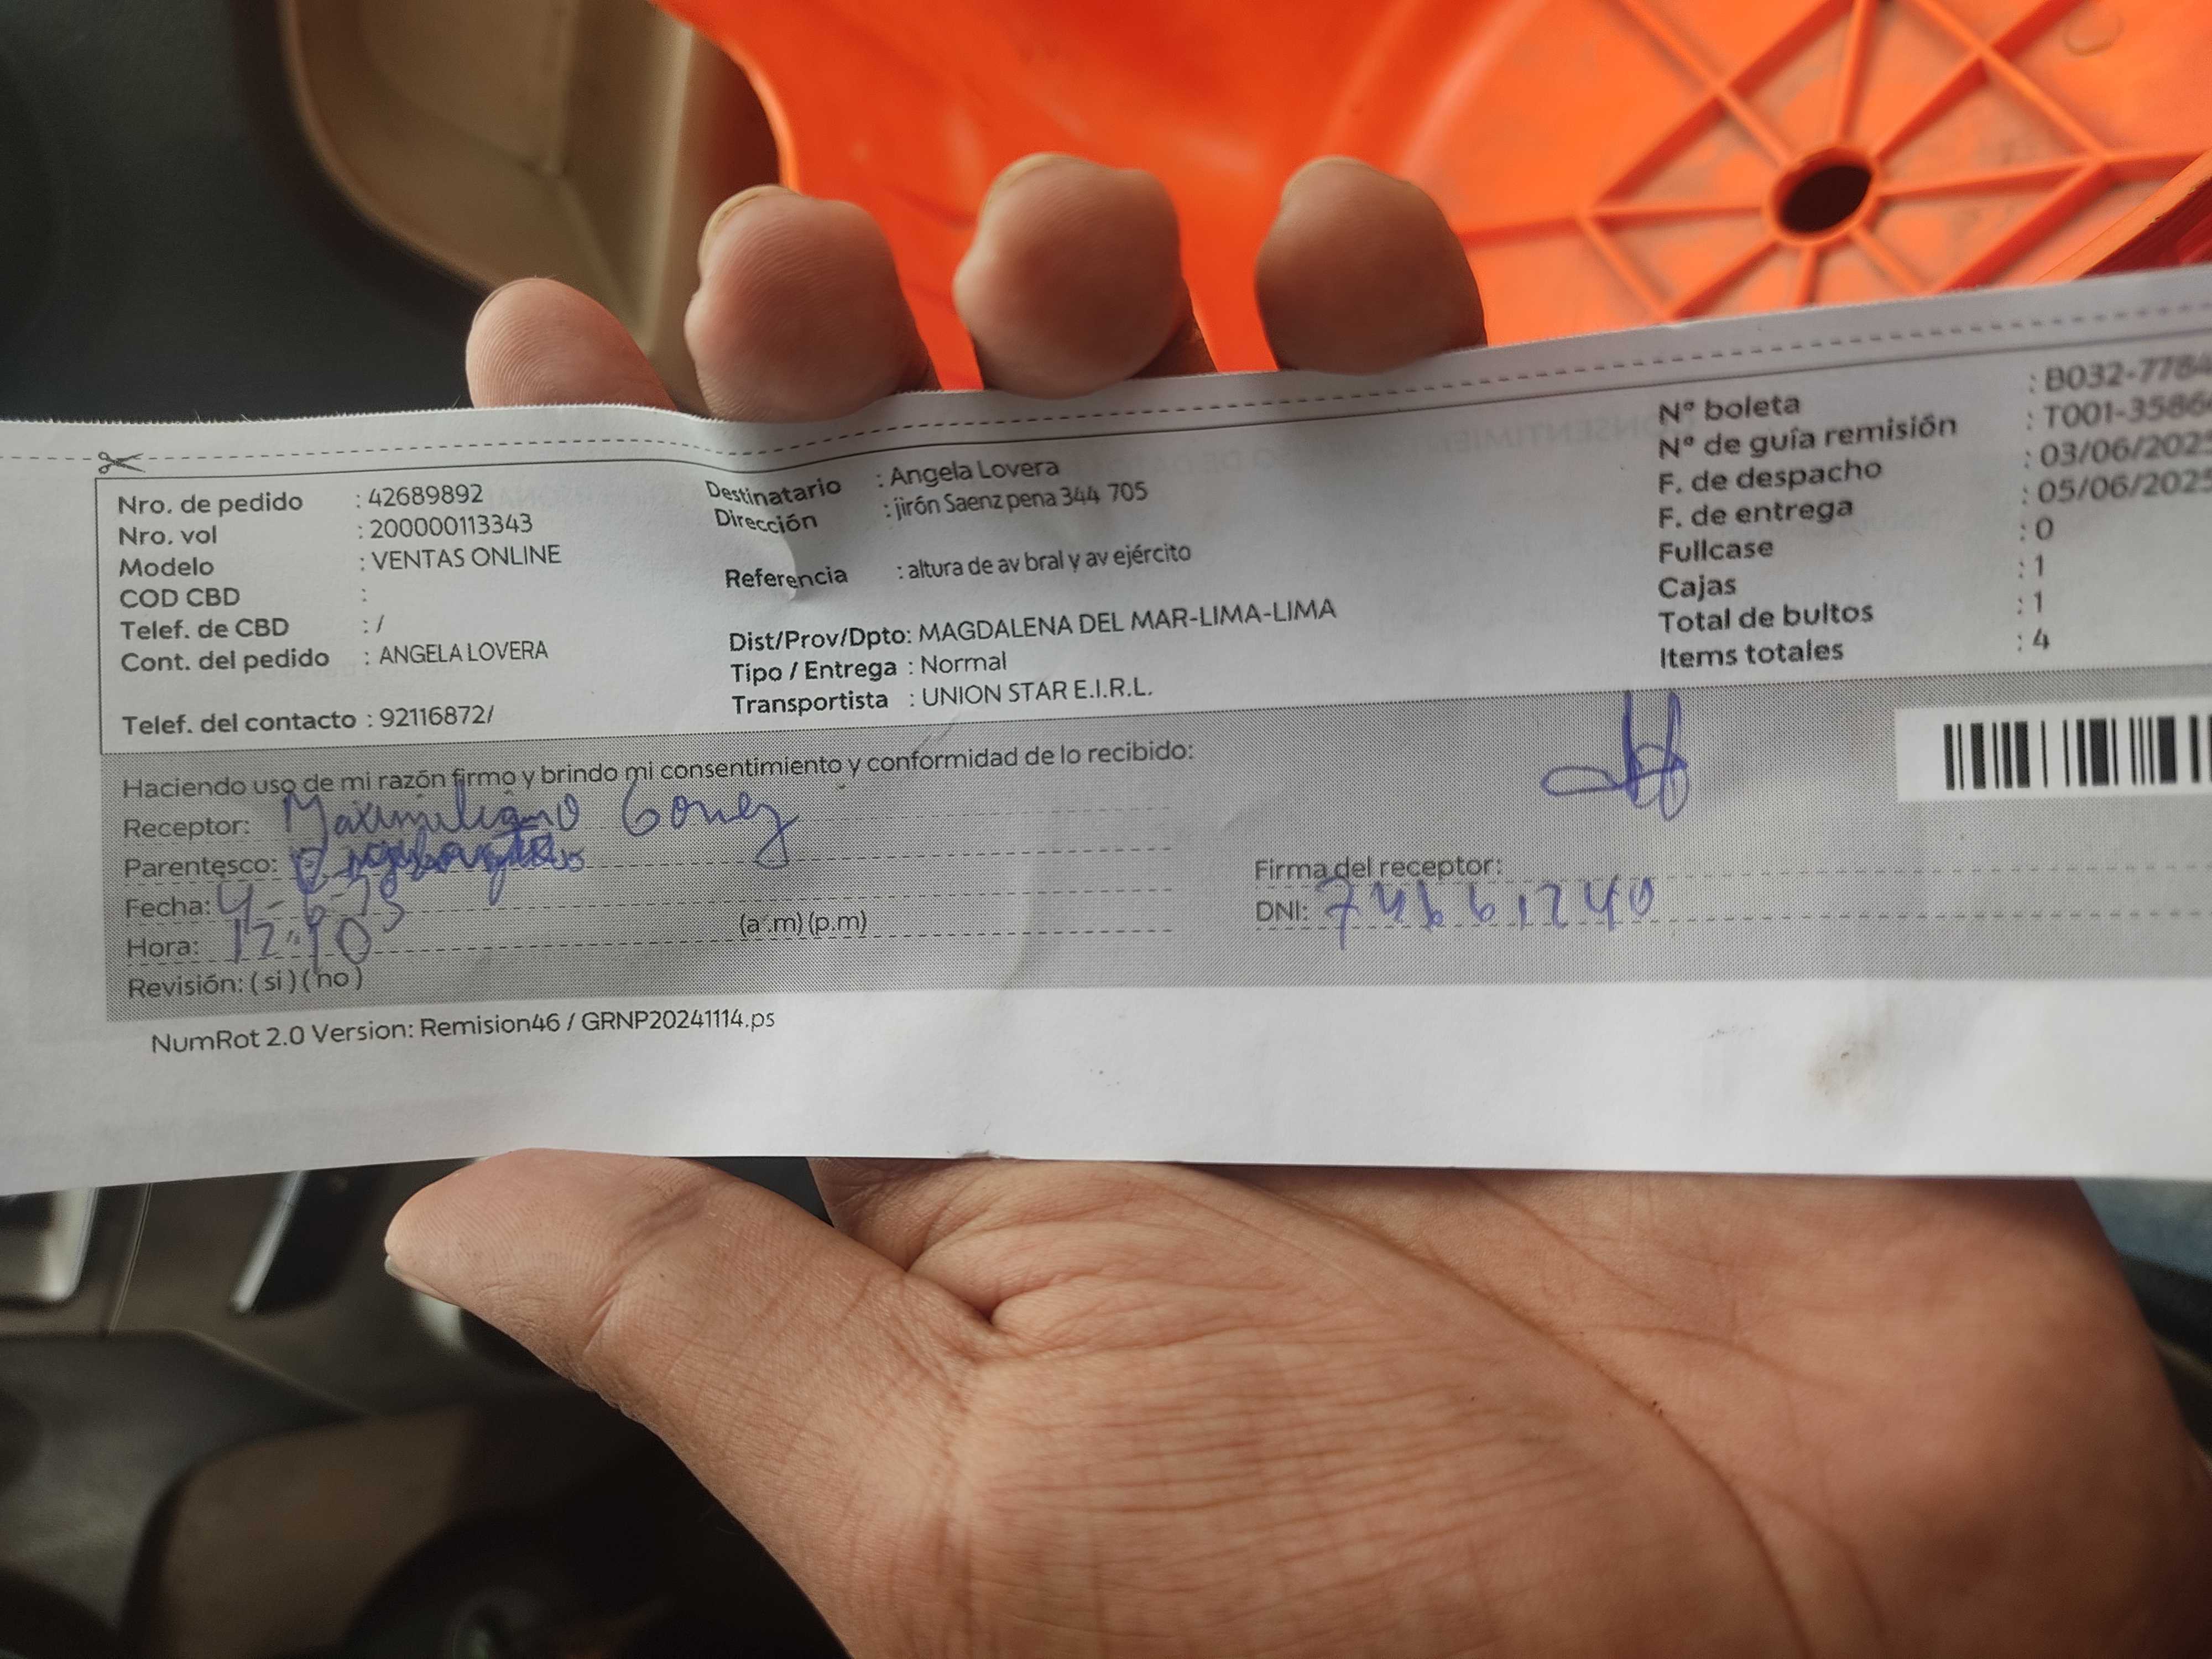 Nro. de pedido : 42689892
Nro. vol : 200000113343
Modelo : VENTAS ONLINE
COD CBD :
Telef. de CBD : /
Cont. del pedido : ANGELA LOVERA
Telef. del contacto : 92116872/
Destinatario : Angela Lovera
Dirección : jirón Saenz pena 344 705
Referencia : altura de av bral y av ejército
Dist/Prov/Dpto: MAGDALENA DEL MAR-LIMA-LIMA
Tipo / Entrega : Normal
Transportista : UNION STAR E.I.R.L.
Nº boleta : B032-7784
Nº de guía remisión : T001-3586
F. de despacho : 03/06/2025
F. de entrega : 05/06/2025
Fullcase : 0
Cajas : 1
Total de bultos : 1
Items totales : 4
Haciendo uso de mi razón firmo y brindo mi consentimiento y conformidad de lo recibido:
Receptor: Maximiliano Gomez
Parentesco:
Fecha: 4-6-25
Hora: 12:40 (a.m) (p.m)
Revisión: ( si ) ( no )
Firma del receptor:
DNI:
NumRot 2.0 Version: Remision46 / GRNP20241114.ps